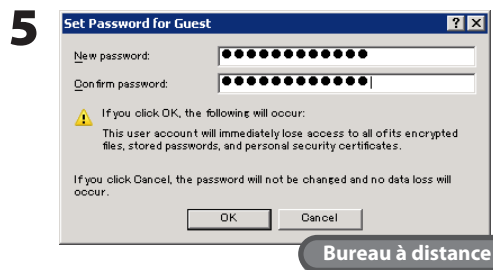 5
Set Password for Guest
New password: ●●●●●●●●●●●●
Confirm password: ●●●●●●●●●●●●
If you click OK, the following will occur:
This user account will immediately lose access to all of its encrypted
files, stored passwords, and personal security certificates.
If you click Cancel, the password will not be changed and no data loss will
occur.
OK Cancel
Bureau à distance